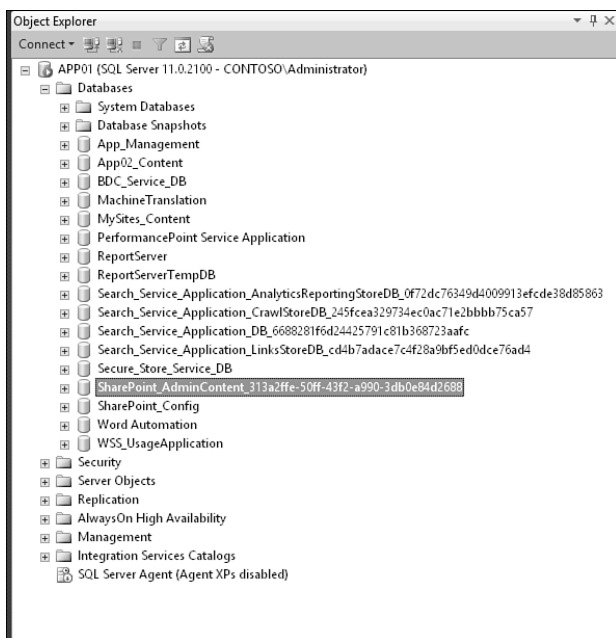 Object Explorer
Connect
APP01 (SQL Server 11.0.2100 - CONTOSO\Administrator)
Databases
System Databases
Database Snapshots
App_Management
App02_Content
BDC_Service_DB
MachineTranslation
MySites_Content
PerformancePoint Service Application
ReportServer
ReportServerTempDB
Search_Service_Application_AnalyticsReportingStoreDB_0f72dc76349d4009913efcde38d85863
Search_Service_Application_CrawlStoreDB_245fcea329734ec0ac71e2bbbb75ca57
Search_Service_Application_DB_6688281f6d24425791c81b368723aafc
Search_Service_Application_LinksStoreDB_cd4b7adace7c4f28a9bf5ed0dce76ad4
Secure_Store_Service_DB
SharePoint_AdminContent_313a2ffe-50ff-43f2-a990-3db0e84d2688
SharePoint_Config
Word Automation
WSS_UsageApplication
Security
Server Objects
Replication
AlwaysOn High Availability
Management
Integration Services Catalogs
SQL Server Agent (Agent XPs disabled)